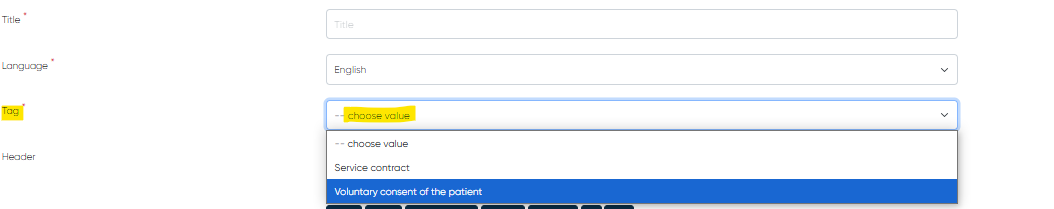 Title *
Title
Language *
English
Tag *
-- choose value
-- choose value
Service contract
Voluntary consent of the patient
Header